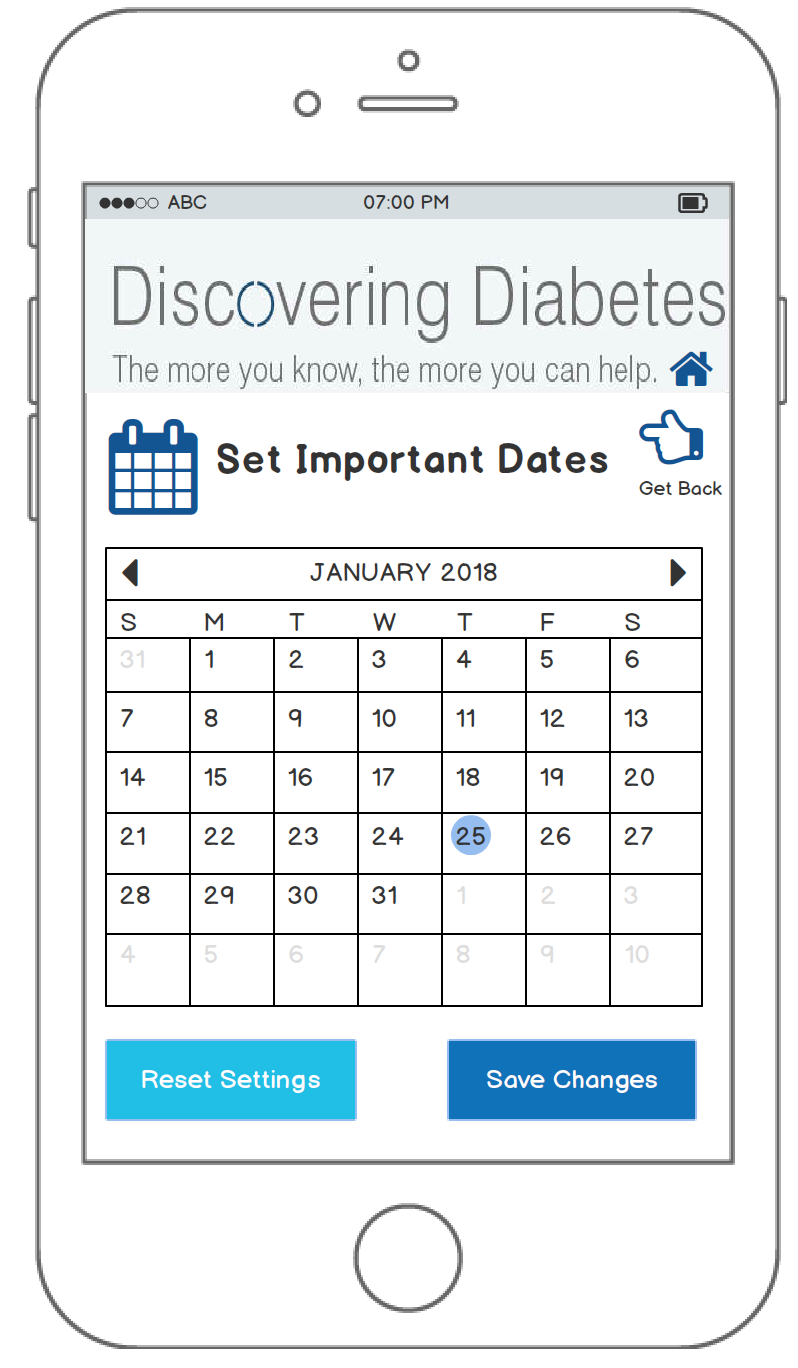 ABC 07:00 PM
Discovering Diabetes
The more you know, the more you can help.
Set Important Dates
Get Back
JANUARY 2018
S M T W T F S
31 1 2 3 4 5 6
7 8 9 10 11 12 13
14 15 16 17 18 19 20
21 22 23 24 25 26 27
28 29 30 31 1 2 3
4 5 6 7 8 9 10
Reset Settings Save Changes